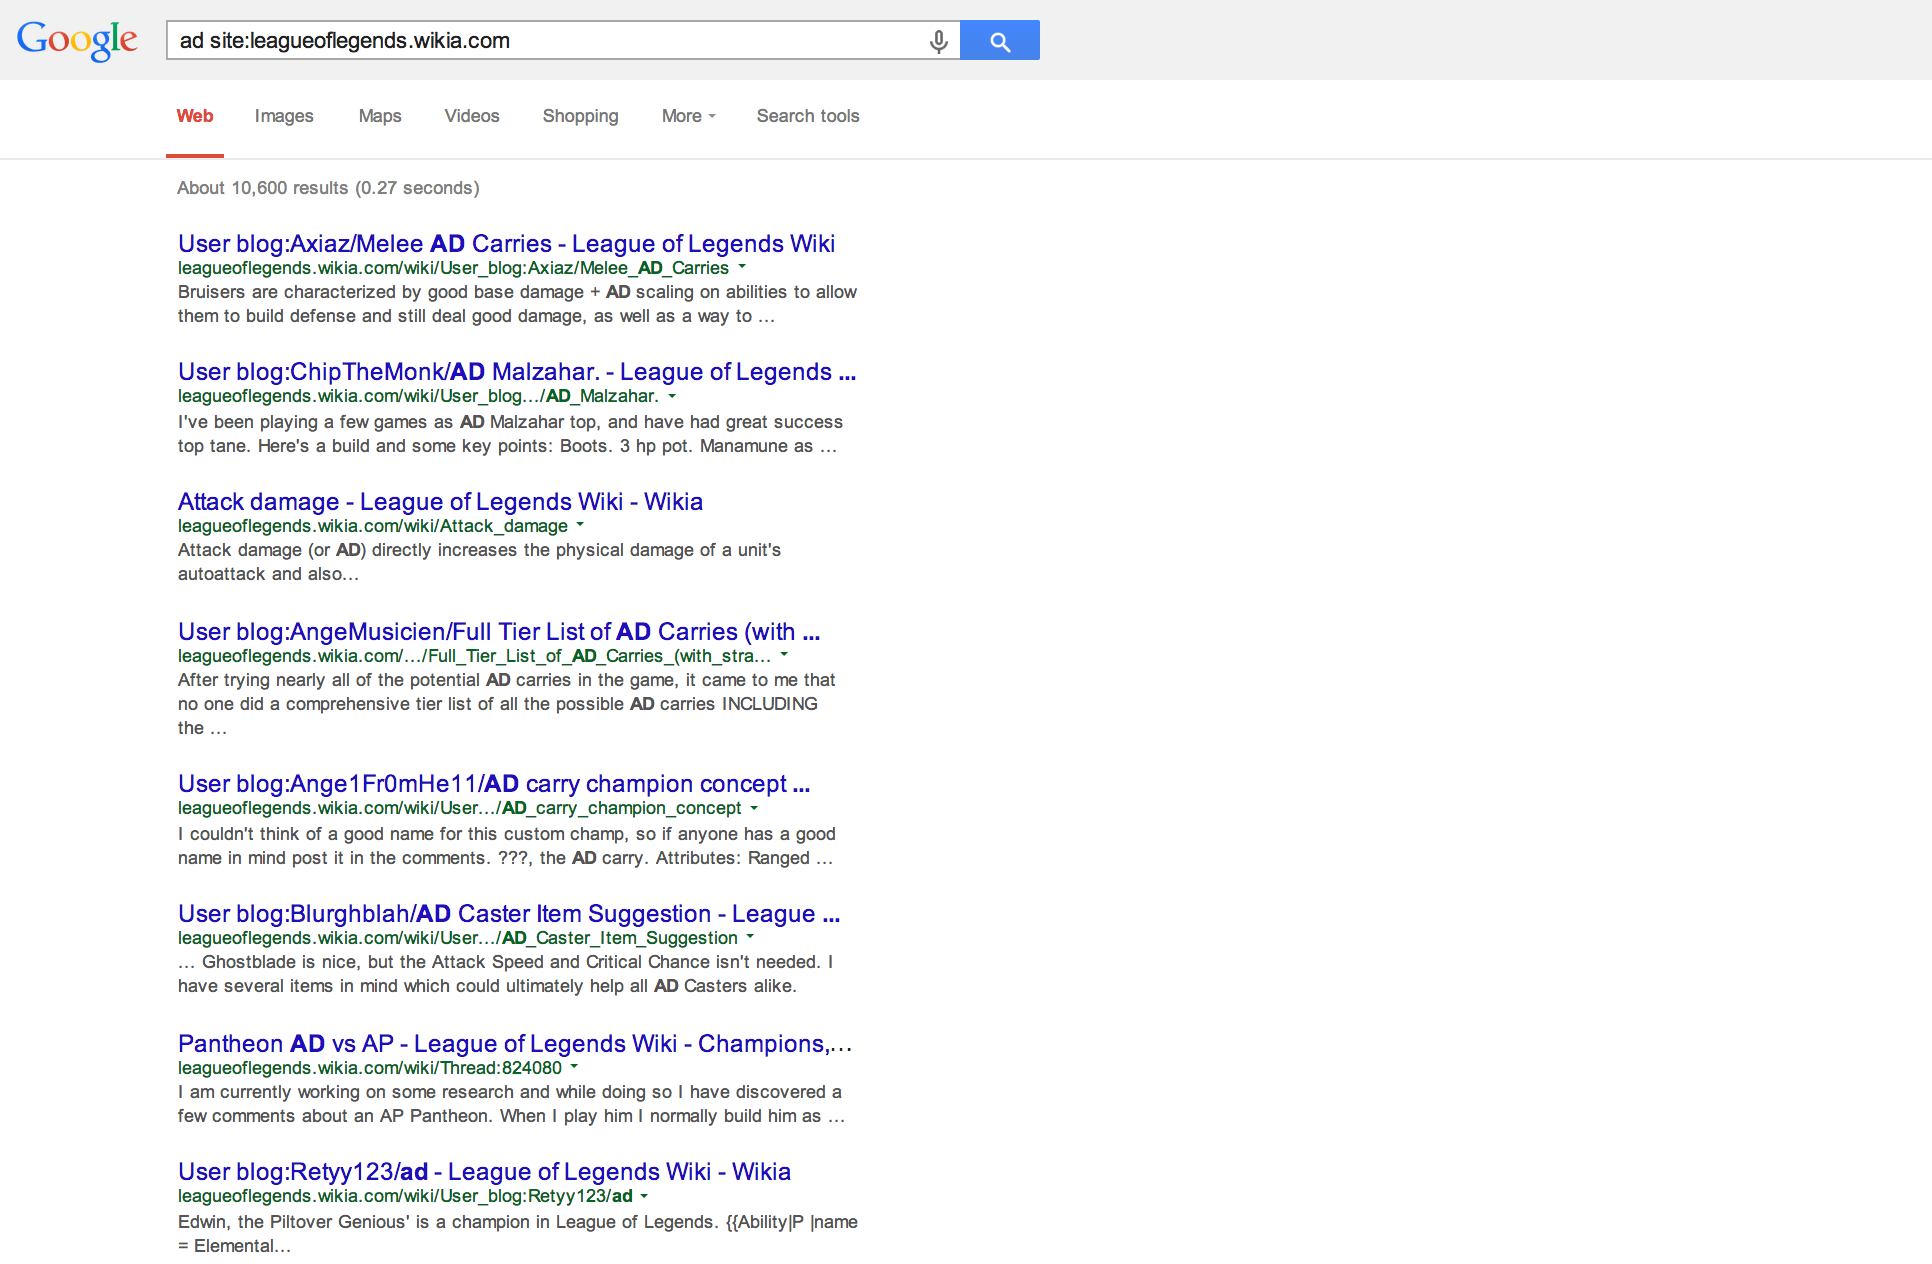 Google
ad site:leagueoflegends.wikia.com
Web Images Maps Videos Shopping More Search tools
About 10,600 results (0.27 seconds)
User blog:Axiaz/Melee AD Carries - League of Legends Wiki
leagueoflegends.wikia.com/wiki/User_blog:Axiaz/Melee_AD_Carries
Bruisers are characterized by good base damage + AD scaling on abilities to allow
them to build defense and still deal good damage, as well as a way to ...
User blog:ChipTheMonk/AD Malzahar. - League of Legends ...
leagueoflegends.wikia.com/wiki/User_blog.../AD_Malzahar.
I've been playing a few games as AD Malzahar top, and have had great success
top tane. Here's a build and some key points: Boots. 3 hp pot. Manamune as ...
Attack damage - League of Legends Wiki - Wikia
leagueoflegends.wikia.com/wiki/Attack_damage
Attack damage (or AD) directly increases the physical damage of a unit's
autoattack and also...
User blog:AngeMusicien/Full Tier List of AD Carries (with ...
leagueoflegends.wikia.com/.../Full_Tier_List_of_AD_Carries_(with_stra...
After trying nearly all of the potential AD carries in the game, it came to me that
no one did a comprehensive tier list of all the possible AD carries INCLUDING
the ...
User blog:Ange1Fr0mHe11/AD carry champion concept ...
leagueoflegends.wikia.com/wiki/User.../AD_carry_champion_concept
I couldn't think of a good name for this custom champ, so if anyone has a good
name in mind post it in the comments. ???, the AD carry. Attributes: Ranged ...
User blog:Blurghblah/AD Caster Item Suggestion - League ...
leagueoflegends.wikia.com/wiki/User.../AD_Caster_Item_Suggestion
... Ghostblade is nice, but the Attack Speed and Critical Chance isn't needed. I
have several items in mind which could ultimately help all AD Casters alike.
Pantheon AD vs AP - League of Legends Wiki - Champions,...
leagueoflegends.wikia.com/wiki/Thread:824080
I am currently working on some research and while doing so I have discovered a
few comments about an AP Pantheon. When I play him I normally build him as ...
User blog:Retyy123/ad - League of Legends Wiki - Wikia
leagueoflegends.wikia.com/wiki/User_blog:Retyy123/ad
Edwin, the Piltover Genious' is a champion in League of Legends. {{Ability|P |name
= Elemental...